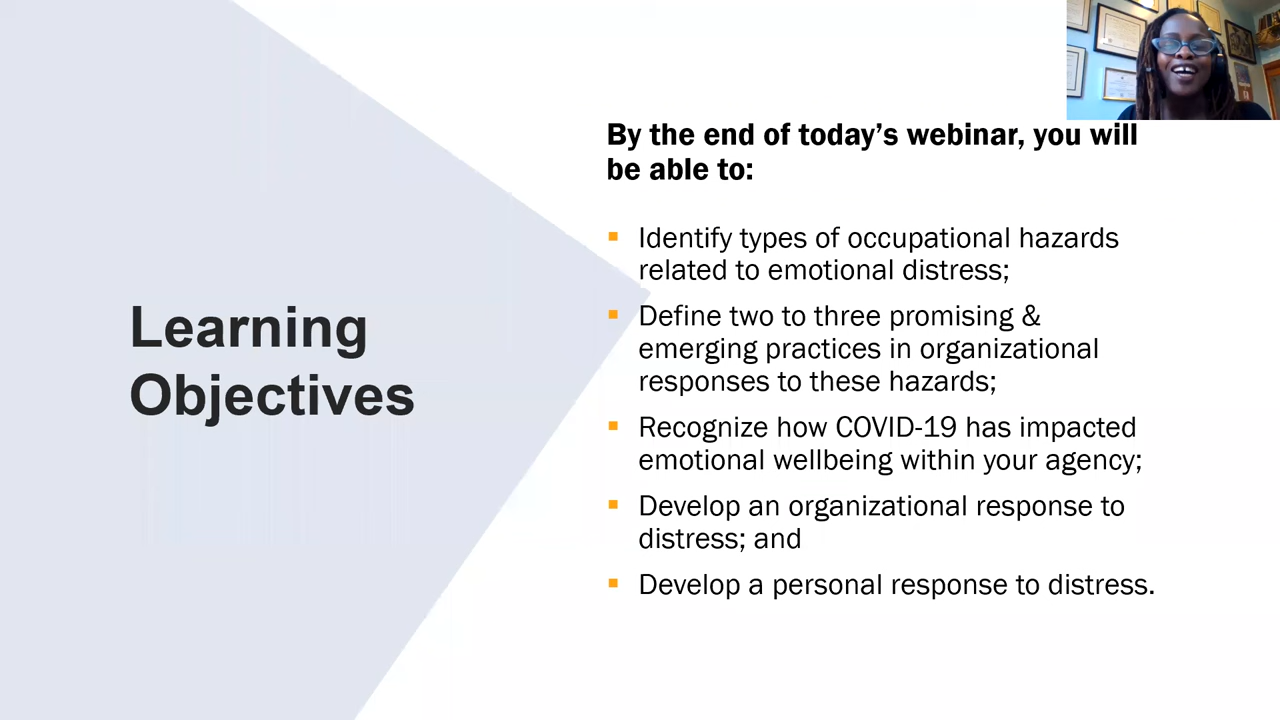 Learning
Objectives
By the end of today’s webinar, you will
be able to:
Identify types of occupational hazards
related to emotional distress;
Define two to three promising &
emerging practices in organizational
responses to these hazards;
Recognize how COVID-19 has impacted
emotional wellbeing within your agency;
Develop an organizational response to
distress; and
Develop a personal response to distress.